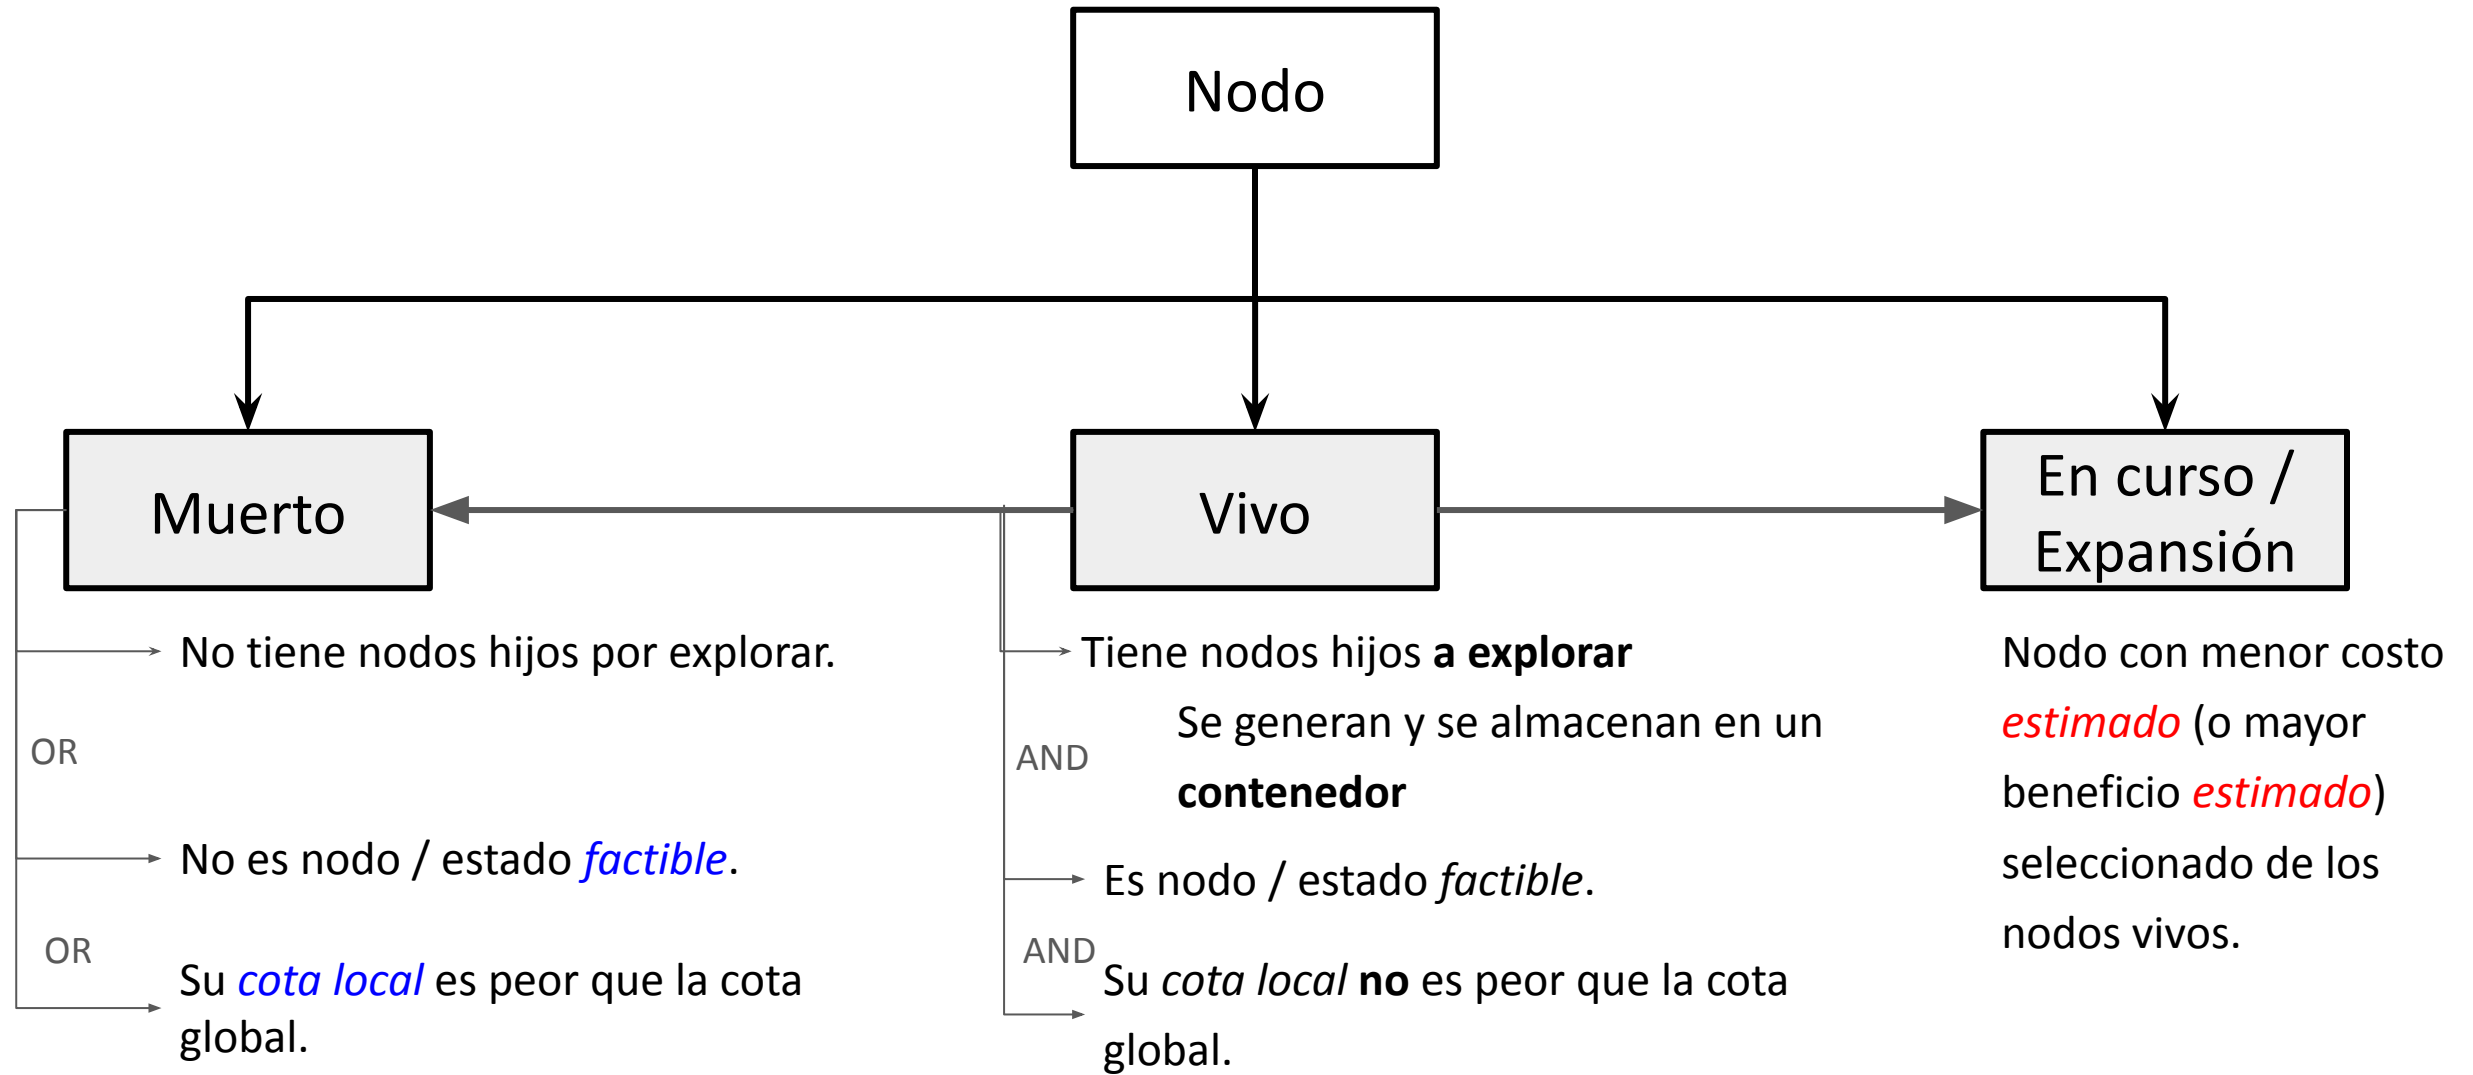 Nodo
Muerto
Vivo
En curso /
Expansión
No tiene nodos hijos por explorar.
OR
No es nodo / estado factible.
OR
Su cota local es peor que la cota
global.
Tiene nodos hijos a explorar
Se generan y se almacenan en un
contenedor
AND
Es nodo / estado factible.
AND
Su cota local no es peor que la cota
global.
Nodo con menor costo
estimado (o mayor
beneficio estimado)
seleccionado de los
nodos vivos.